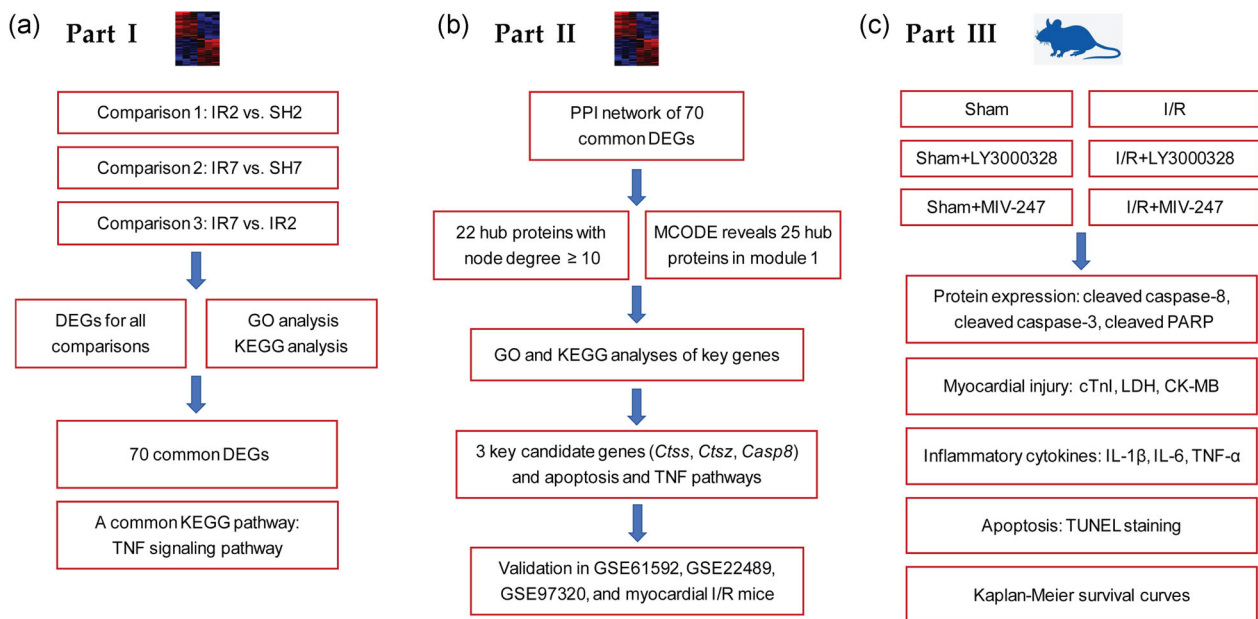 (a) Part I
Comparison 1: IR2 vs. SH2
Comparison 2: IR7 vs. SH7
Comparison 3: IR7 vs. IR2
DEGs for all
comparisons
GO analysis
KEGG analysis
70 common DEGs
A common KEGG pathway:
TNF signaling pathway
(b) Part II
PPI network of 70
common DEGs
22 hub proteins with
node degree ≥ 10
MCODE reveals 25 hub
proteins in module 1
GO and KEGG analyses of key genes
3 key candidate genes (Ctss, Ctsz, Casp8)
and apoptosis and TNF pathways
Validation in GSE61592, GSE22489,
GSE97320, and myocardial I/R mice
(c) Part III
Sham
I/R
Sham+LY3000328
I/R+LY3000328
Sham+MIV-247
I/R+MIV-247
Protein expression: cleaved caspase-8,
cleaved caspase-3, cleaved PARP
Myocardial injury: cTnI, LDH, CK-MB
Inflammatory cytokines: IL-1β, IL-6, TNF-α
Apoptosis: TUNEL staining
Kaplan-Meier survival curves